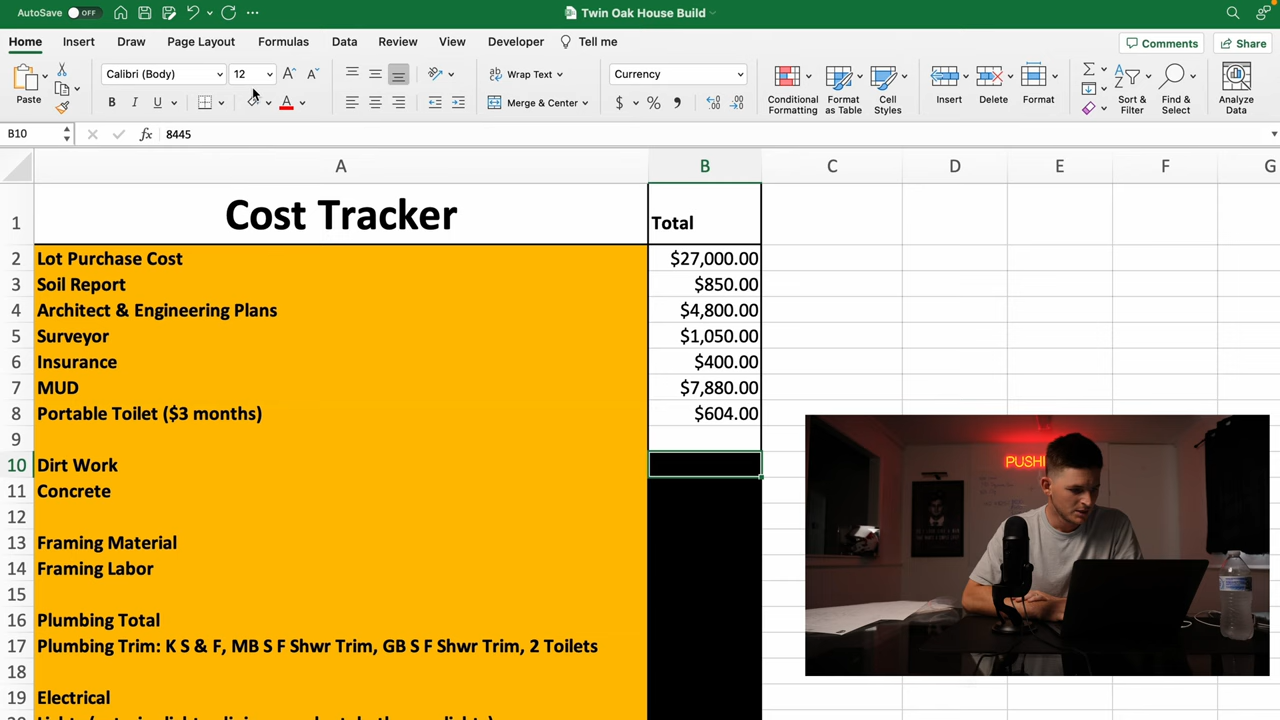 AutoSave OFF
Twin Oak House Build
Home Insert Draw Page Layout Formulas Data Review View Developer Tell me
Comments Share
Paste
Calibri (Body) 12
B I U A
Wrap Text
Merge & Center
Currency
$ % ,
Conditional Formatting
Format as Table
Cell Styles
Insert
Delete
Format
Sort & Filter
Find & Select
Analyze Data
B10 fx 8445
A B C D E F G
1 Cost Tracker Total
2 Lot Purchase Cost $27,000.00
3 Soil Report $850.00
4 Architect & Engineering Plans $4,800.00
5 Surveyor $1,050.00
6 Insurance $400.00
7 MUD $7,880.00
8 Portable Toilet ($3 months) $604.00
9
10 Dirt Work
11 Concrete
12
13 Framing Material
14 Framing Labor
15
16 Plumbing Total
17 Plumbing Trim: K S & F, MB S F Shwr Trim, GB S F Shwr Trim, 2 Toilets
18
19 Electrical
PUSH